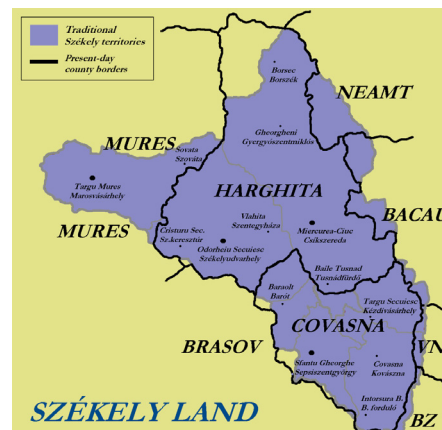 Traditional
Székely territories
Present-day
county borders
Borsec
Borszék
NEAMT
Gheorgheni
Gyergyószentmiklós
MURES
Sovata
Szováta
Targu Mures
Marosvásárhely
HARGHITA
MURES
Vlahita
Szentegyháza
BACAU
Cristuru Sec.
Sz.keresztúr
Miercurea-Ciuc
Csíkszereda
Odorheiu Secuiesc
Székelyudvarhely
Baile Tusnad
Tusnádfürdő
Baraolt
Barót
Targu Secuiesc
Kézdivásárhely
COVASNA
BRASOV
VN
Sfantu Gheorghe
Sepsiszentgyörgy
Covasna
Kovászna
Intorsura B.
B. forduló
SZÉKELY LAND
BZ